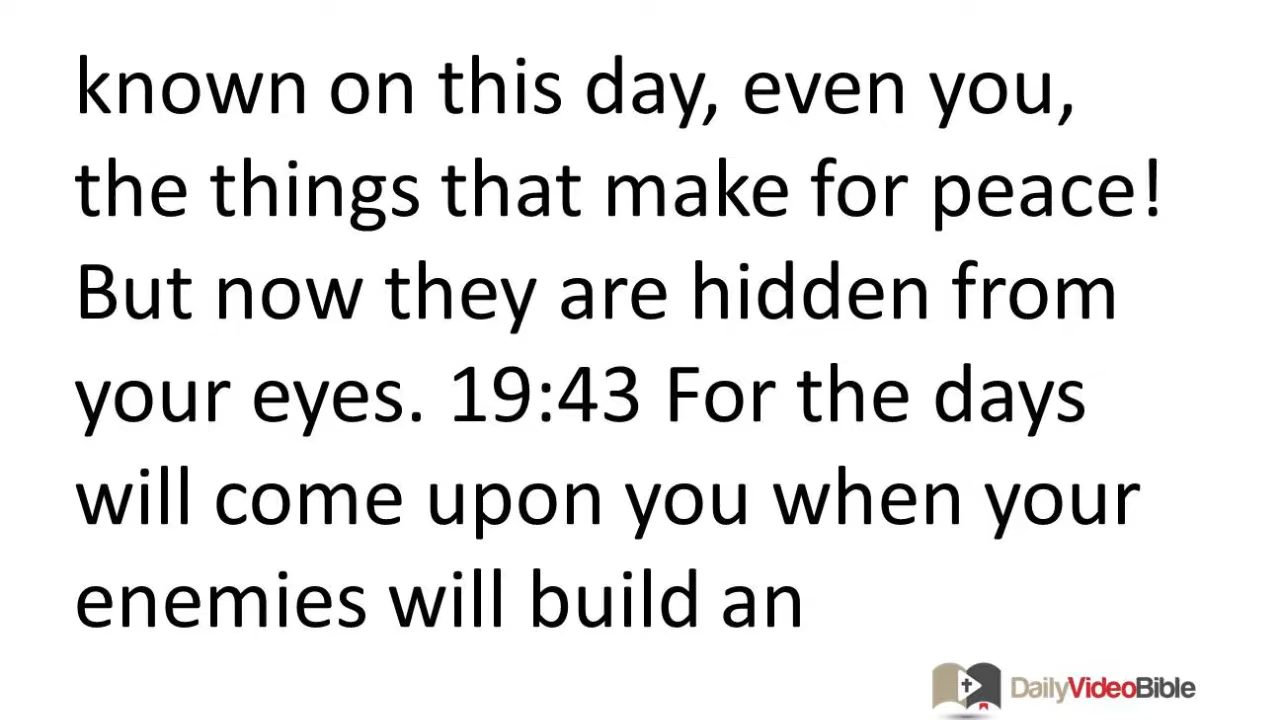 known on this day, even you,
the things that make for peace!
But now they are hidden from
your eyes. 19:43 For the days
will come upon you when your
enemies will build an
DailyVideoBible